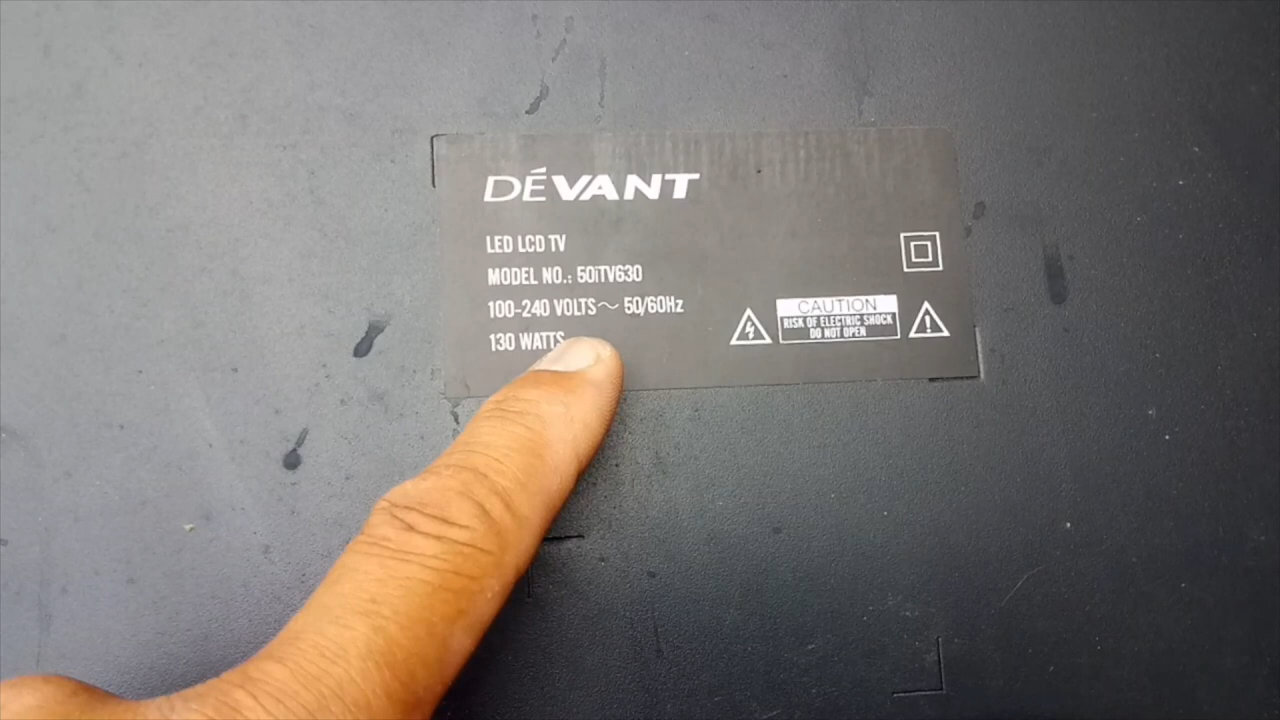 DÉVANT
LED LCD TV
MODEL NO.: 50iTV630
100-240 VOLTS~ 50/60Hz
130 WATTS
CAUTION
RISK OF ELECTRIC SHOCK
DO NOT OPEN